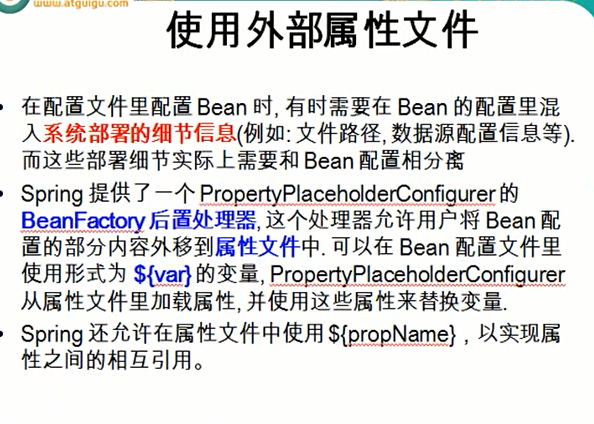 www.atguigu.com
使用外部属性文件
• 在配置文件里配置 Bean 时, 有时需要在 Bean 的配置里混
入系统部署的细节信息(例如: 文件路径, 数据源配置信息等).
而这些部署细节实际上需要和 Bean 配置相分离
• Spring 提供了一个 PropertyPlaceholderConfigurer 的
BeanFactory 后置处理器, 这个处理器允许用户将 Bean 配
置的部分内容外移到属性文件中. 可以在 Bean 配置文件里
使用形式为 ${var} 的变量, PropertyPlaceholderConfigurer
从属性文件里加载属性, 并使用这些属性来替换变量.
• Spring 还允许在属性文件中使用 ${propName}，以实现属
性之间的相互引用。